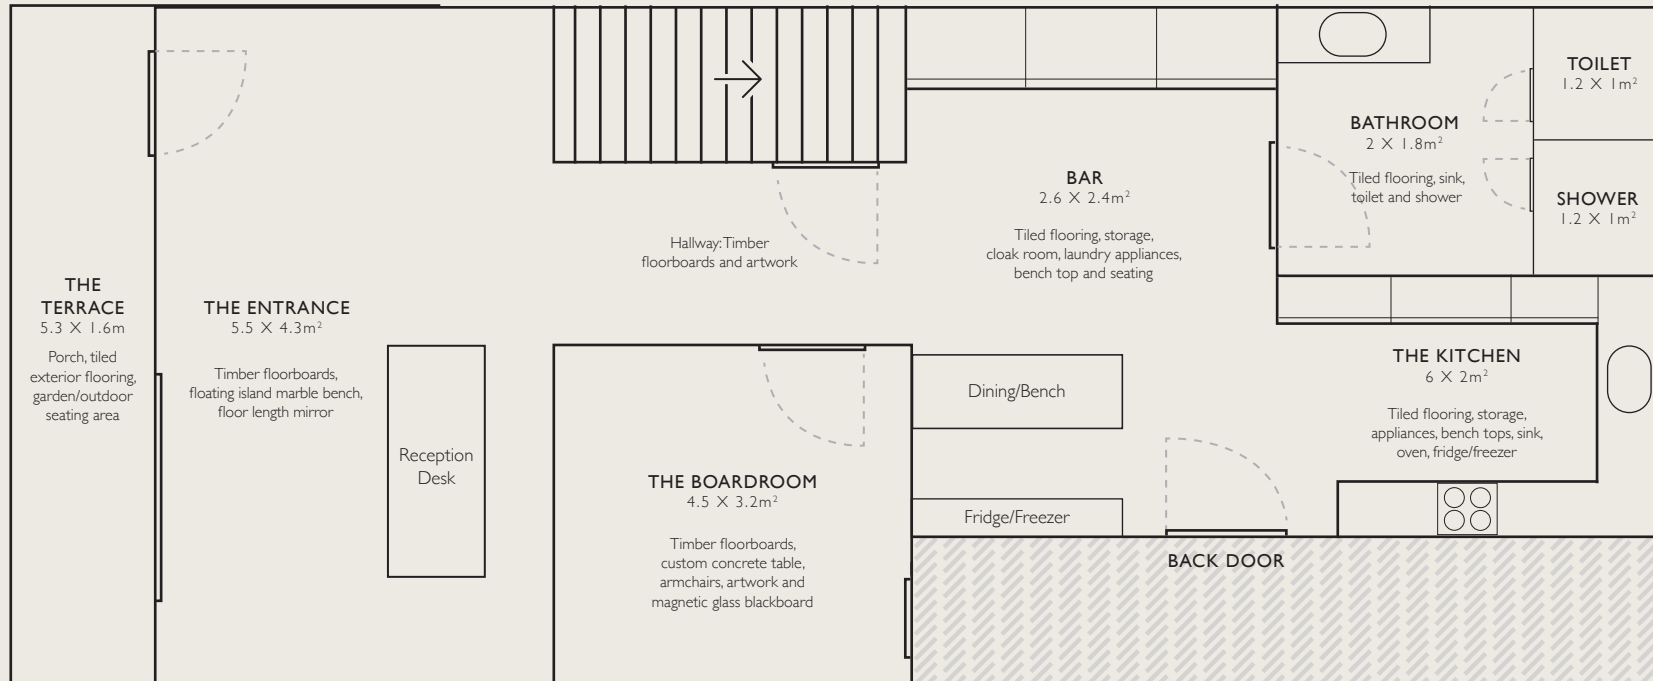 THE
TERRACE
5.3 X 1.6m
Porch, tiled
exterior flooring,
garden/outdoor
seating area
THE ENTRANCE
5.5 X 4.3m²
Timber floorboards,
floating island marble bench,
floor length mirror
Reception
Desk
Hallway: Timber
floorboards and artwork
THE BOARDROOM
4.5 X 3.2m²
Timber floorboards,
custom concrete table,
armchairs, artwork and
magnetic glass blackboard
BAR
2.6 X 2.4m²
Tiled flooring, storage,
cloak room, laundry appliances,
bench top and seating
Dining/Bench
Fridge/Freezer
BACK DOOR
BATHROOM
2 X 1.8m²
Tiled flooring, sink,
toilet and shower
TOILET
1.2 X 1m²
SHOWER
1.2 X 1m²
THE KITCHEN
6 X 2m²
Tiled flooring, storage,
appliances, bench tops, sink,
oven, fridge/freezer